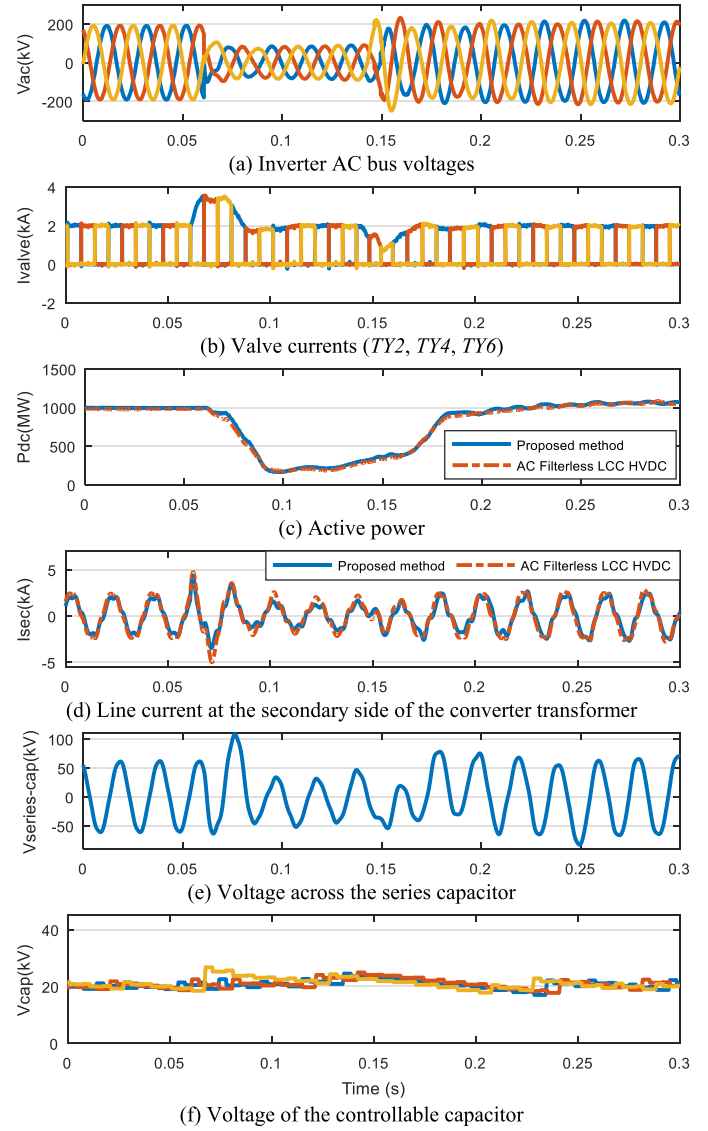 Vac(kV)
200
0
-200
0 0.05 0.1 0.15 0.2 0.25 0.3
(a) Inverter AC bus voltages
Ivalve(kA)
4
2
0
-2
0 0.05 0.1 0.15 0.2 0.25 0.3
(b) Valve currents (TY2, TY4, TY6)
Pdc(MW)
1500
1000
500
0
Proposed method
AC Filterless LCC HVDC
0 0.05 0.1 0.15 0.2 0.25 0.3
(c) Active power
Isec(kA)
5
0
-5
Proposed method AC Filterless LCC HVDC
0 0.05 0.1 0.15 0.2 0.25 0.3
(d) Line current at the secondary side of the converter transformer
Vseries-cap(kV)
100
50
0
-50
0 0.05 0.1 0.15 0.2 0.25 0.3
(e) Voltage across the series capacitor
Vcap(kV)
40
20
0
0 0.05 0.1 0.15 0.2 0.25 0.3
Time (s)
(f) Voltage of the controllable capacitor